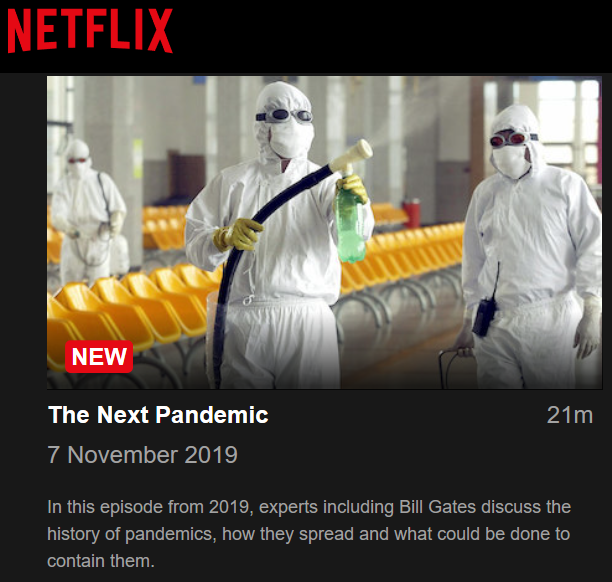 NETFLIX
NEW
The Next Pandemic 21m
7 November 2019
In this episode from 2019, experts including Bill Gates discuss the
history of pandemics, how they spread and what could be done to
contain them.